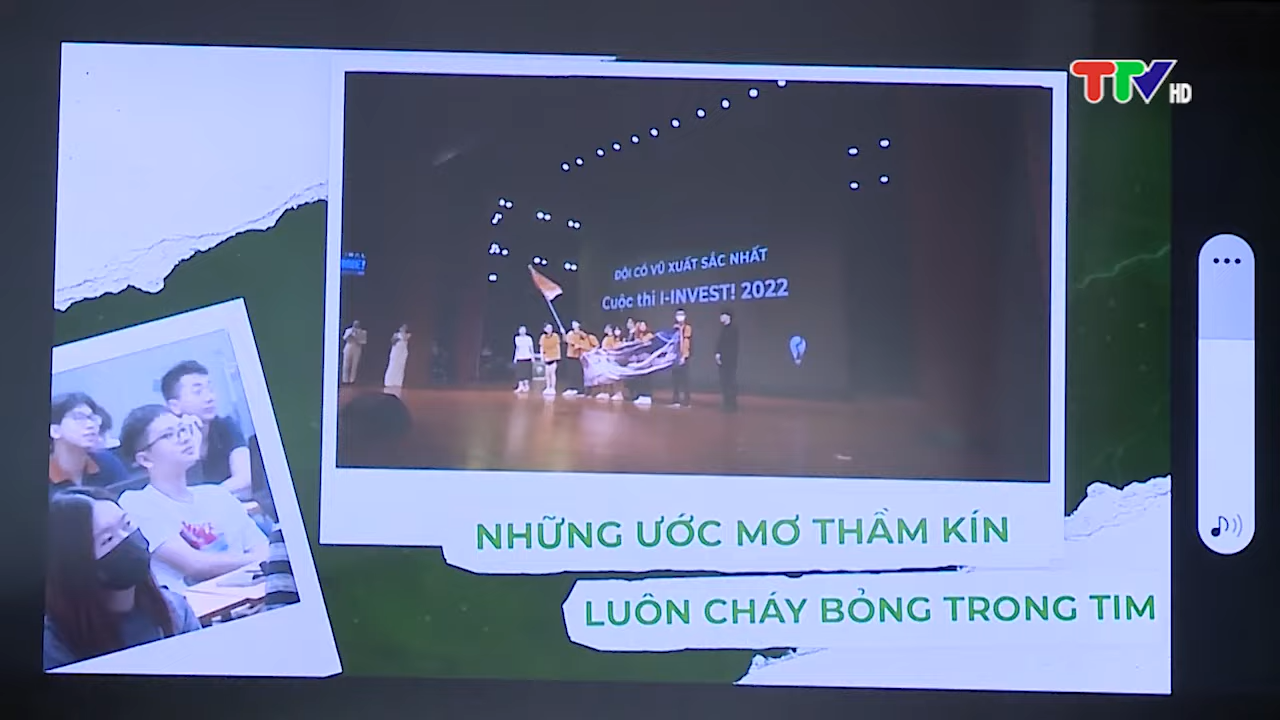 TTV HD
ĐỘI CỔ VŨ XUẤT SẮC NHẤT
Cuộc thi I-INVEST! 2022
NHỮNG ƯỚC MƠ THẦM KÍN
LUÔN CHÁY BỎNG TRONG TIM